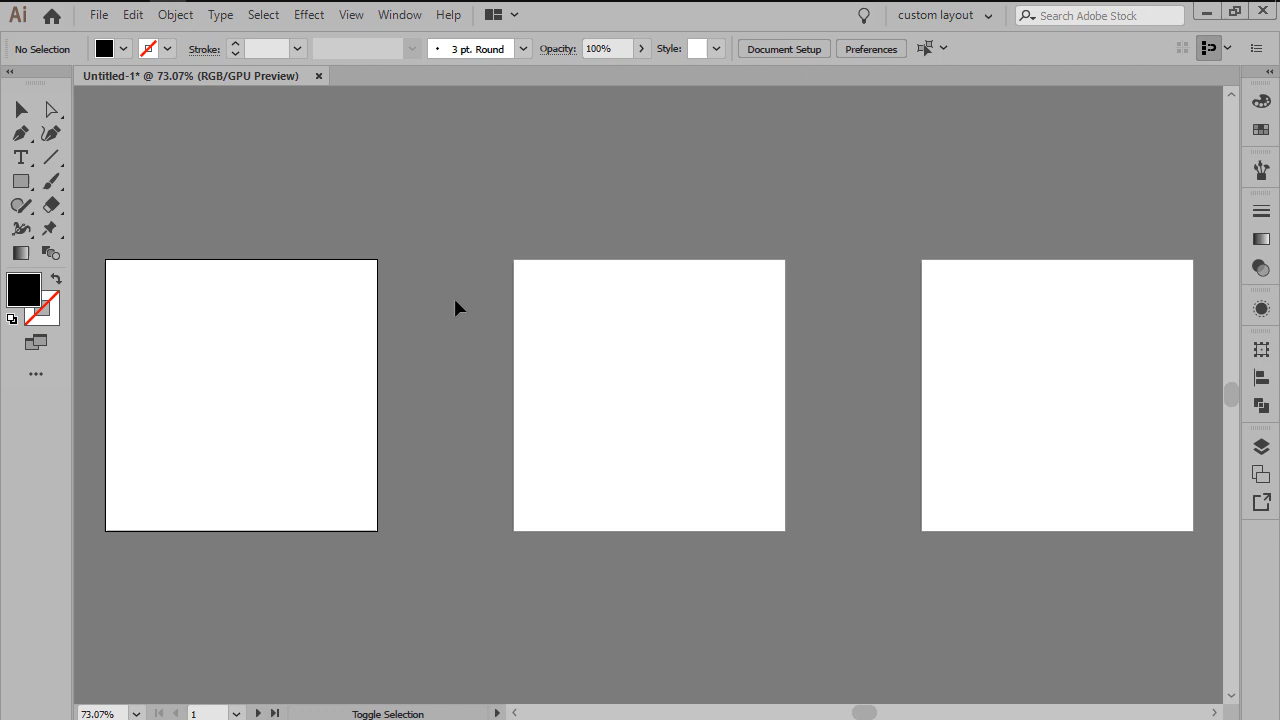 Ai File Edit Object Type Select Effect View Window Help custom layout Search Adobe Stock
No Selection Stroke: 3 pt. Round Opacity: 100% Style: Document Setup Preferences
Untitled-1* @ 73.07% (RGB/GPU Preview)
T
73.07% 1 Toggle Selection